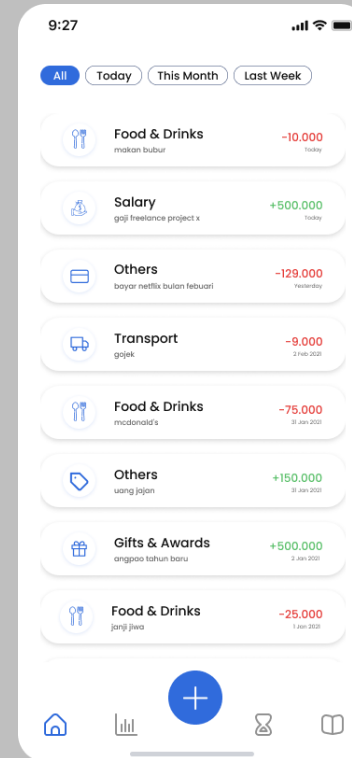 9:27
All Today This Month Last Week
Food & Drinks -10.000
makan bubur Today
Salary +500.000
gaji freelance project x Today
Others -129.000
bayar netflix bulan febuari Yesterday
Transport -9.000
gojek 2 Feb 2021
Food & Drinks -75.000
mcdonald's 31 Jan 2021
Others +150.000
uang jajan 31 Jan 2021
Gifts & Awards +500.000
angpao tahun baru 2 Jan 2021
Food & Drinks -25.000
janji jiwa 1 Jan 2021